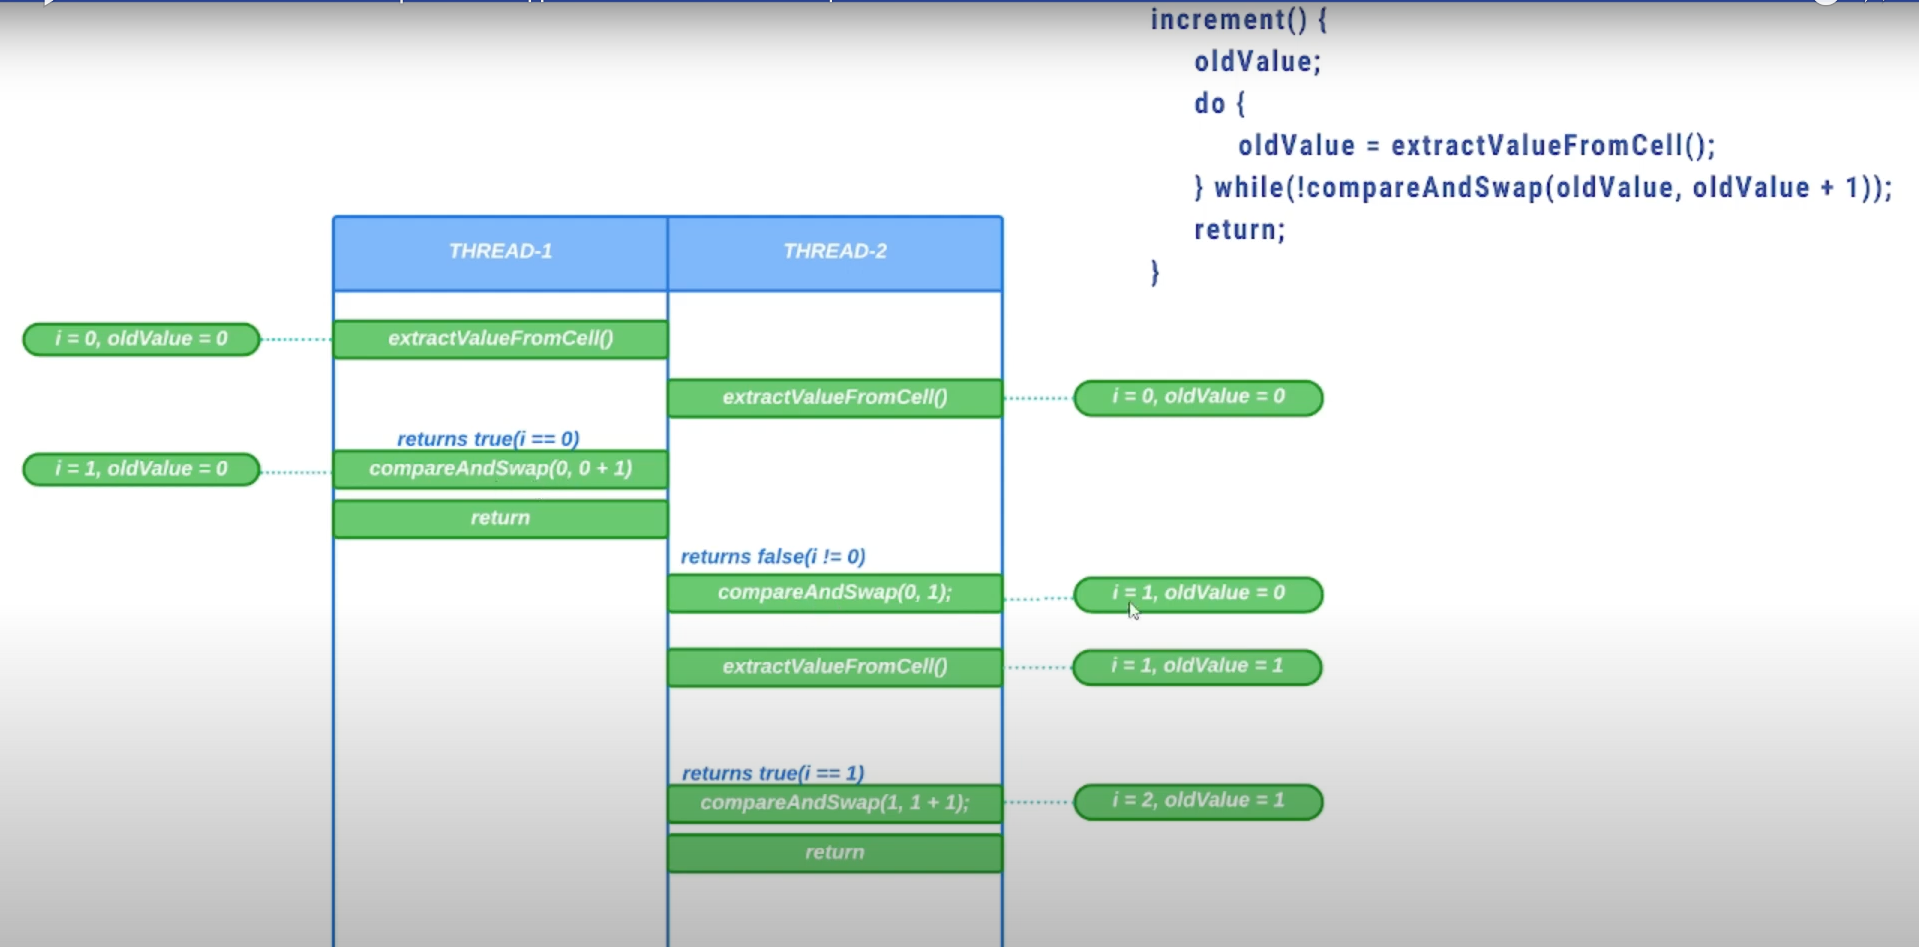 increment() {
oldValue;
do {
oldValue = extractValueFromCell();
} while(!compareAndSwap(oldValue, oldValue + 1));
return;
}
THREAD-1
THREAD-2
i = 0, oldValue = 0
extractValueFromCell()
extractValueFromCell()
i = 0, oldValue = 0
returns true(i == 0)
i = 1, oldValue = 0
compareAndSwap(0, 0 + 1)
return
returns false(i != 0)
compareAndSwap(0, 1);
i = 1, oldValue = 0
extractValueFromCell()
i = 1, oldValue = 1
returns true(i == 1)
compareAndSwap(1, 1 + 1);
i = 2, oldValue = 1
return